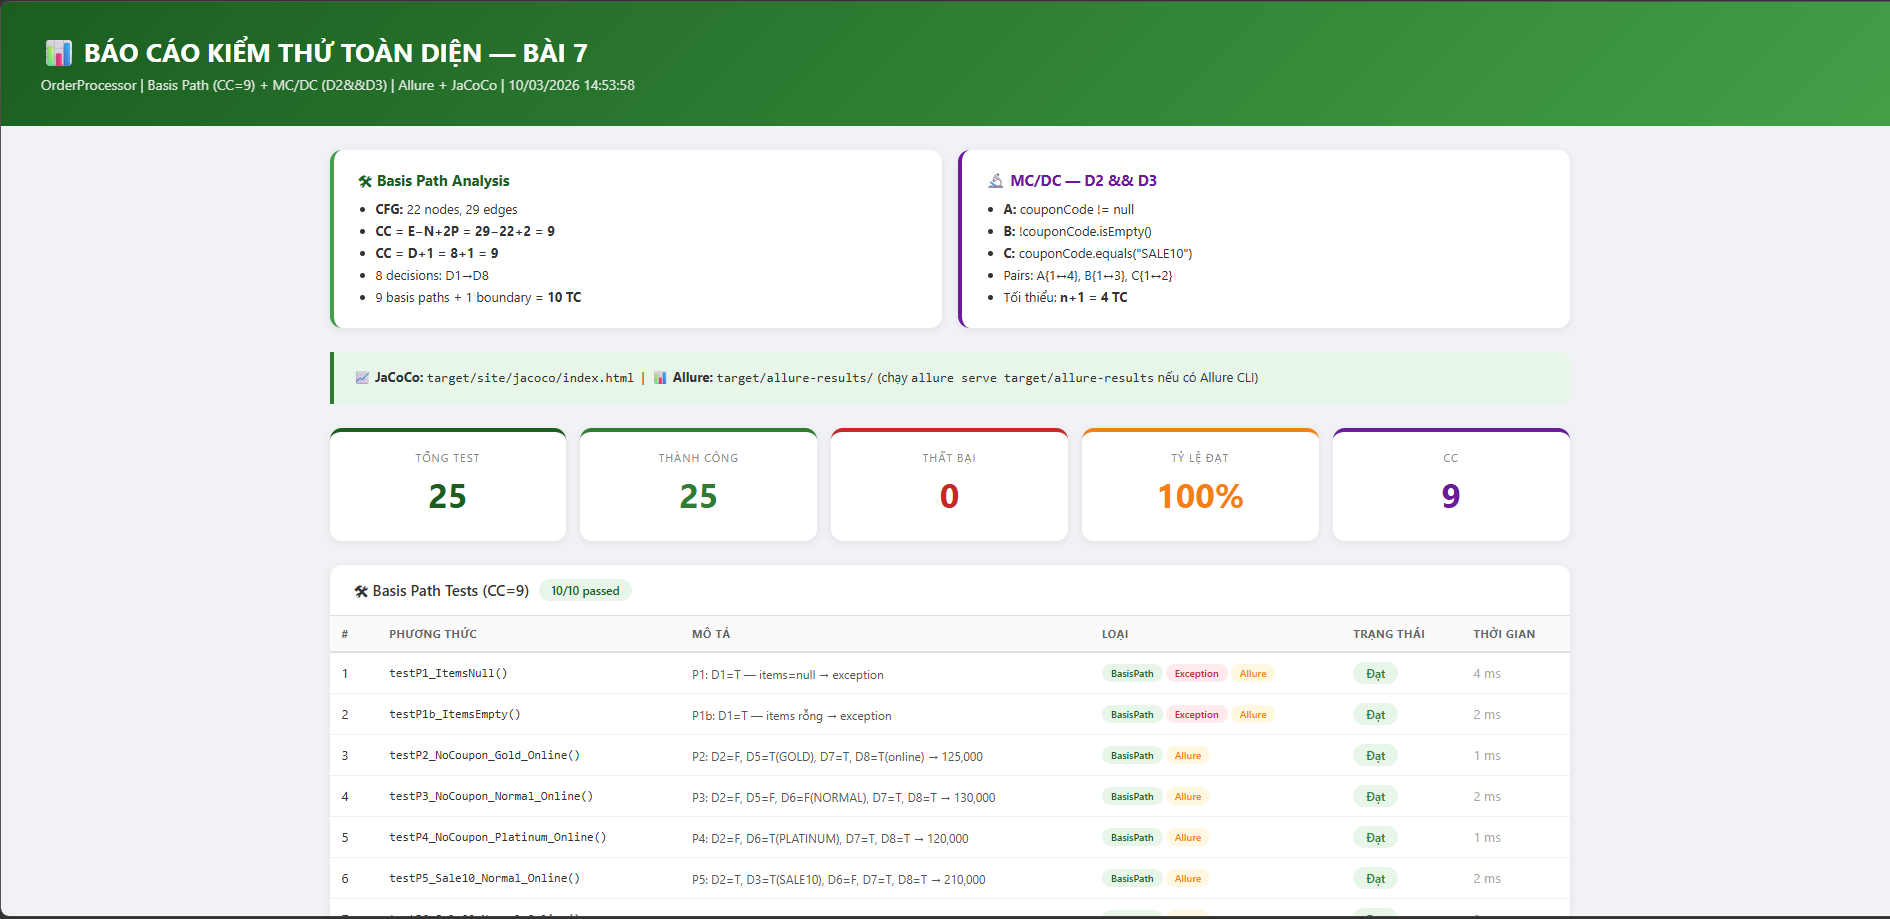 📊 BÁO CÁO KIỂM THỬ TOÀN DIỆN — BÀI 7
OrderProcessor | Basis Path (CC=9) + MC/DC (D2&&D3) | Allure + JaCoCo | 10/03/2026 14:53:58
🛠 Basis Path Analysis
• CFG: 22 nodes, 29 edges
• CC = E−N+2P = 29−22+2 = 9
• CC = D+1 = 8+1 = 9
• 8 decisions: D1→D8
• 9 basis paths + 1 boundary = 10 TC
🔬 MC/DC — D2 && D3
• A: couponCode != null
• B: !couponCode.isEmpty()
• C: couponCode.equals("SALE10")
• Pairs: A{1↔4}, B{1↔3}, C{1↔2}
• Tối thiểu: n+1 = 4 TC
📈 JaCoCo: target/site/jacoco/index.html | 📊 Allure: target/allure-results/ (chạy allure serve target/allure-results nếu có Allure CLI)
TỔNG TEST
25
THÀNH CÔNG
25
THẤT BẠI
0
TỶ LỆ ĐẠT
100%
CC
9
🛠 Basis Path Tests (CC=9) 10/10 passed
# PHƯƠNG THỨC MÔ TẢ LOẠI TRẠNG THÁI THỜI GIAN
1 testP1_ItemsNull() P1: D1=T — items=null → exception BasisPath Exception Allure Đạt 4 ms
2 testP1b_ItemsEmpty() P1b: D1=T — items rỗng → exception BasisPath Exception Allure Đạt 2 ms
3 testP2_NoCoupon_Gold_Online() P2: D2=F, D5=T(GOLD), D7=T, D8=T(online) → 125,000 BasisPath Allure Đạt 1 ms
4 testP3_NoCoupon_Normal_Online() P3: D2=F, D5=F, D6=F(NORMAL), D7=T, D8=T → 130,000 BasisPath Allure Đạt 2 ms
5 testP4_NoCoupon_Platinum_Online() P4: D2=F, D6=T(PLATINUM), D7=T, D8=T → 120,000 BasisPath Allure Đạt 1 ms
6 testP5_Sale10_Normal_Online() P5: D2=T, D3=T(SALE10), D6=F, D7=T, D8=T → 210,000 BasisPath Allure Đạt 2 ms